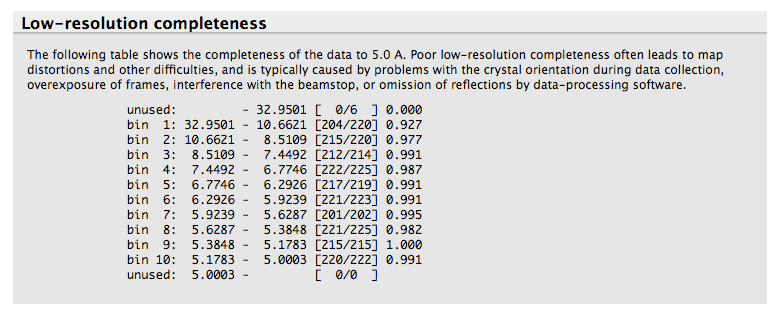 Low-resolution completeness
The following table shows the completeness of the data to 5.0 A. Poor low-resolution completeness often leads to map
distortions and other difficulties, and is typically caused by problems with the crystal orientation during data collection,
overexposure of frames, interference with the beamstop, or omission of reflections by data-processing software.
unused:         - 32.9501 [  0/6  ] 0.000
bin  1: 32.9501 - 10.6621 [204/220] 0.927
bin  2: 10.6621 -  8.5109 [215/220] 0.977
bin  3:  8.5109 -  7.4492 [212/214] 0.991
bin  4:  7.4492 -  6.7746 [222/225] 0.987
bin  5:  6.7746 -  6.2926 [217/219] 0.991
bin  6:  6.2926 -  5.9239 [221/223] 0.991
bin  7:  5.9239 -  5.6287 [201/202] 0.995
bin  8:  5.6287 -  5.3848 [221/225] 0.982
bin  9:  5.3848 -  5.1783 [215/215] 1.000
bin 10:  5.1783 -  5.0003 [220/222] 0.991
unused:  5.0003 -         [  0/0  ]